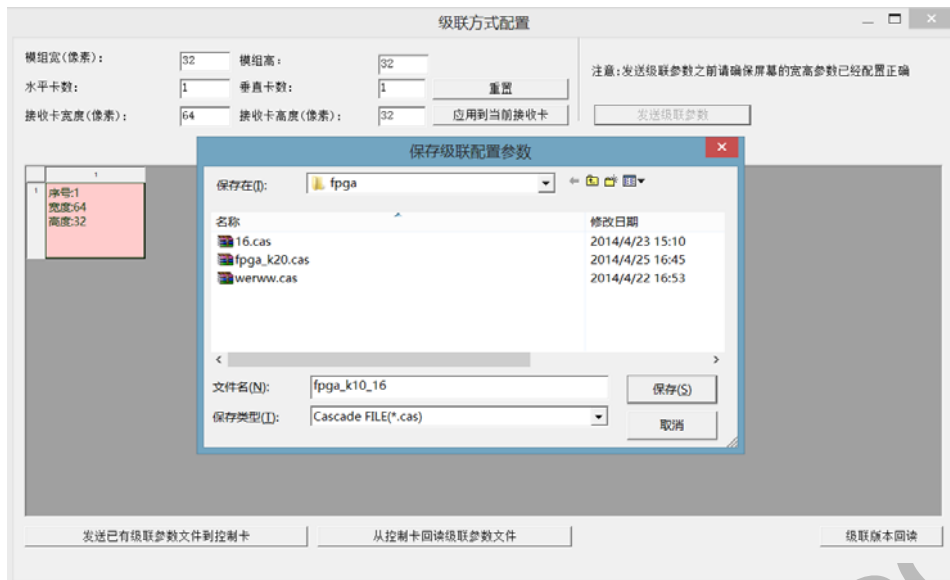 级联方式配置
模组宽(像素): 32 模组高: 32
水平卡数: 1 垂直卡数: 1 重置
接收卡宽度(像素): 64 接收卡高度(像素): 32 应用到当前接收卡
注意:发送级联参数之前请确保屏幕的宽高参数已经配置正确
发送级联参数
1
1
序号:1
宽度:64
高度:32
保存级联配置参数
保存在(I): fpga
名称 修改日期
16.cas 2014/4/23 15:10
fpga_k20.cas 2014/4/25 16:45
werww.cas 2014/4/22 16:53
文件名(N): fpga_k10_16 保存(S)
保存类型(T): Cascade FILE(*.cas) 取消
发送已有级联参数文件到控制卡 从控制卡回读级联参数文件 级联版本回读